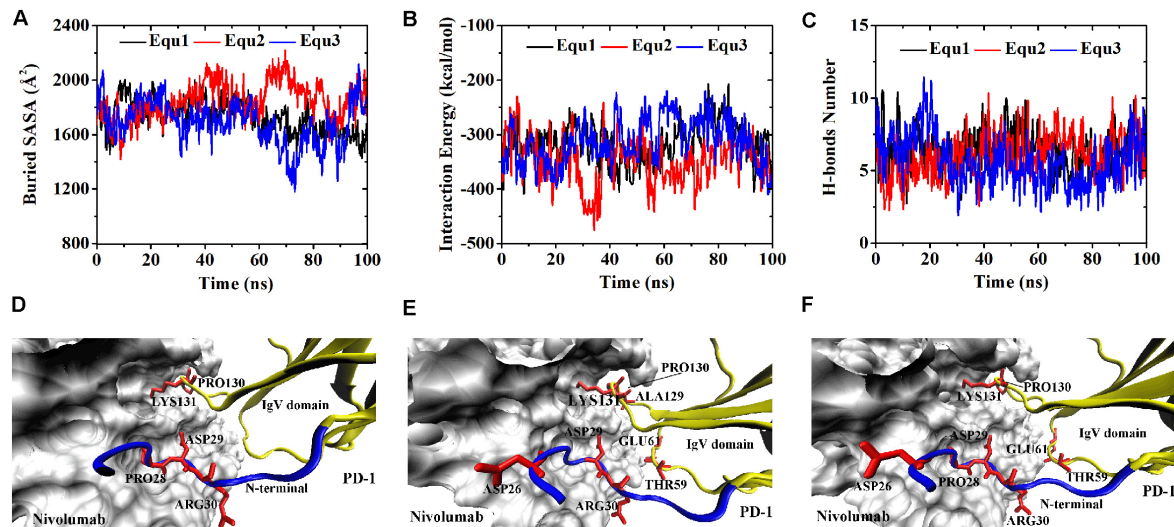 A
Equ1 Equ2 Equ3
Buried SASA (Å²)
2400
2000
1600
1200
800
0 20 40 60 80 100
Time (ns)
B
Equ1 Equ2 Equ3
Interaction Energy (kcal/mol)
-100
-200
-300
-400
-500
0 20 40 60 80 100
Time (ns)
C
Equ1 Equ2 Equ3
H-bonds Number
15
10
5
0
0 20 40 60 80 100
Time (ns)
D
PRO130
LYS131
IgV domain
ASP29
PRO28
N-terminal
PD-1
ARG30
Nivolumab
E
PRO130
LYS131
ALA129
ASP29
GLU61
IgV domain
THR59
ASP26
ARG30
PD-1
Nivolumab
F
PRO130
LYS131
ASP29
GLU61
IgV domain
THR59
ASP26
PRO28
N-terminal
PD-1
ARG30
Nivolumab